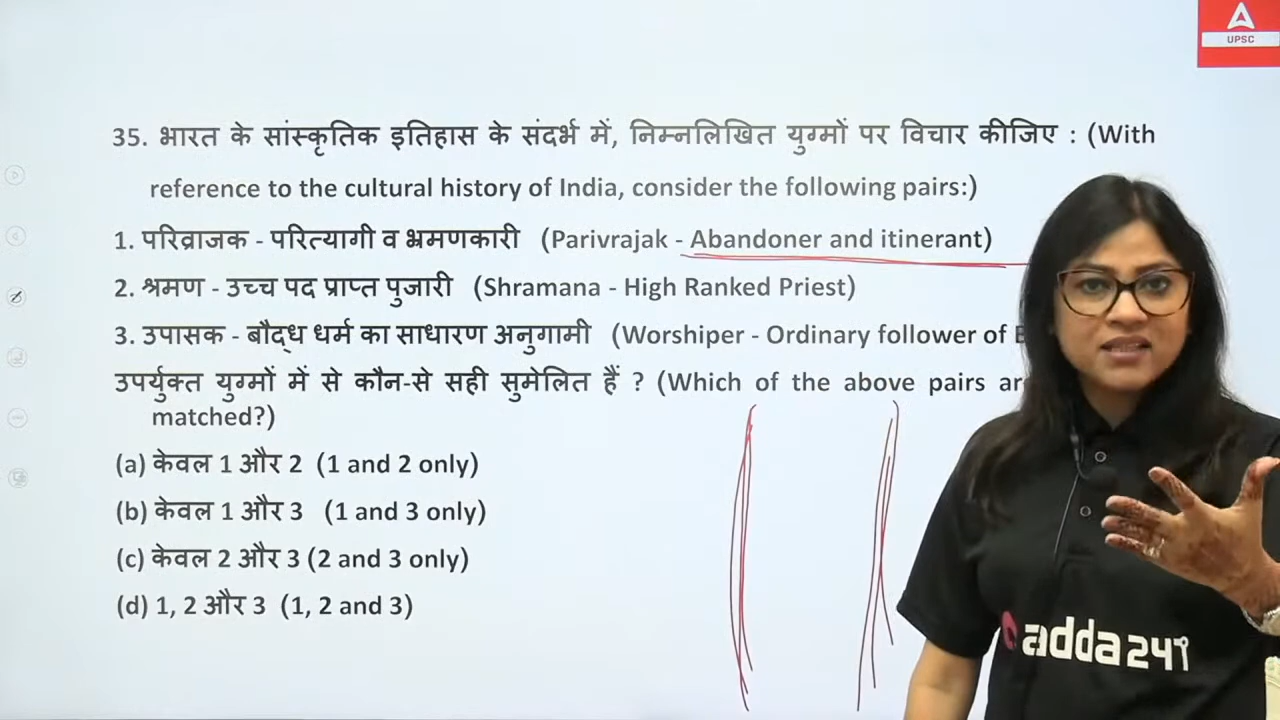 UPSC
35. भारत के सांस्कृतिक इतिहास के संदर्भ में, निम्नलिखित युग्मों पर विचार कीजिए : (With
reference to the cultural history of India, consider the following pairs:)
1. परिव्राजक - परित्यागी व भ्रमणकारी (Parivrajak - Abandoner and itinerant)
2. श्रमण - उच्च पद प्राप्त पुजारी (Shramana - High Ranked Priest)
3. उपासक - बौद्ध धर्म का साधारण अनुगामी (Worshiper - Ordinary follower of
उपर्युक्त युग्मों में से कौन-से सही सुमेलित हैं ? (Which of the above pairs
matched?)
(a) केवल 1 और 2 (1 and 2 only)
(b) केवल 1 और 3 (1 and 3 only)
(c) केवल 2 और 3 (2 and 3 only)
(d) 1, 2 और 3 (1, 2 and 3)
adda247